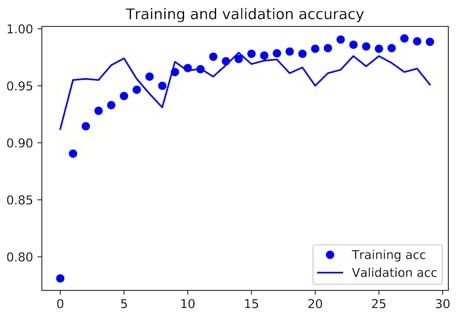 Training and validation accuracy
1.00
0.95
0.90
0.85
0.80
Training acc
Validation acc
0 5 10 15 20 25 30